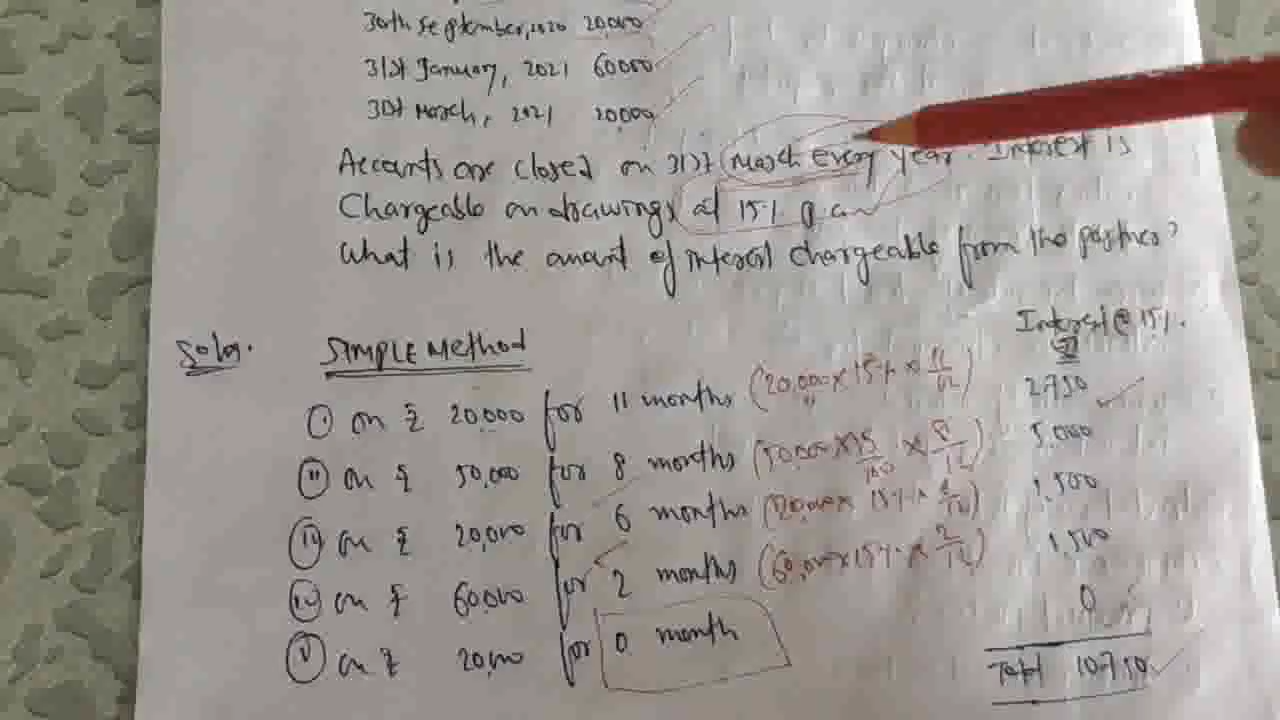 30th September, 2020 20,000
31st January, 2021 60000
30st March, 2021 20,000
Accounts are closed on 31st March every year. Interest is
Chargeable on drawings at 15% p.a.
What is the amount of interest chargeable from the partner?
Soln. SIMPLE METHOD Interest @ 15%.
(i) on ₹ 20,000 for 11 months (20,000 x 15% x 11/12) 2,750
(ii) on ₹ 50,000 for 8 months (50,000 x 15/100 x 8/12) 5,000
(iii) on ₹ 20,000 for 6 months (20,000 x 15% x 6/12) 1,500
(iv) on ₹ 60,000 for 2 months (60,000 x 15% x 2/12) 1,500
(v) on ₹ 20,000 for 0 month 0
Total 10,750